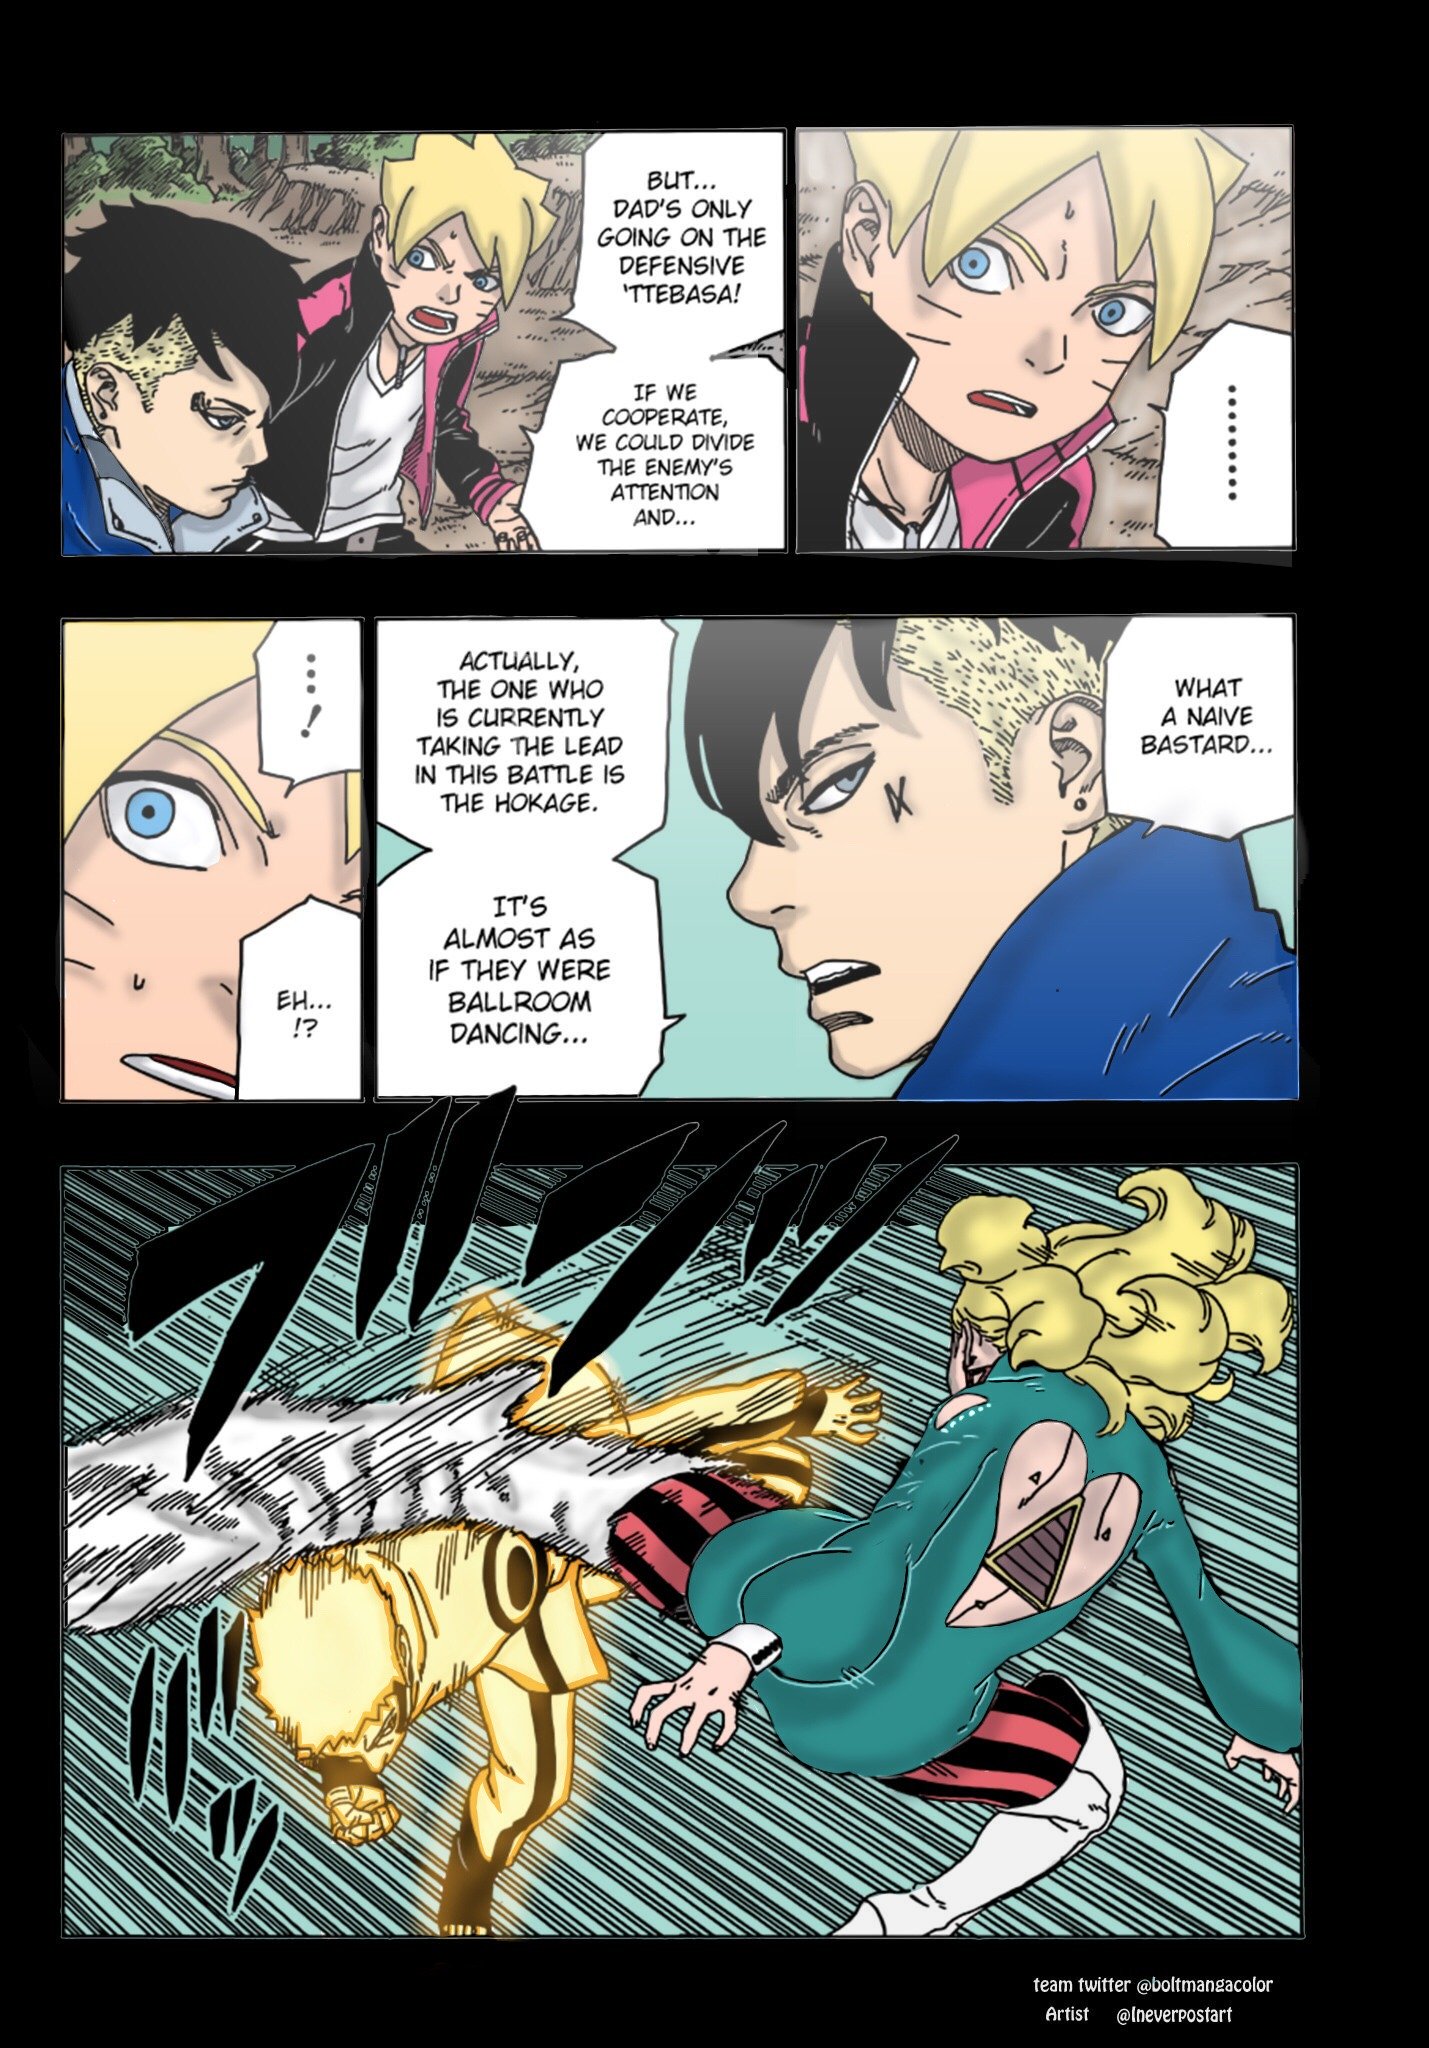 ............
BUT...
DAD'S ONLY
GOING ON THE
DEFENSIVE
'TTEBASA!
IF WE
COOPERATE,
WE COULD DIVIDE
THE ENEMY'S
ATTENTION
AND...
WHAT
A NAIVE
BASTARD...
ACTUALLY,
THE ONE WHO
IS CURRENTLY
TAKING THE LEAD
IN THIS BATTLE IS
THE HOKAGE.
IT'S
ALMOST AS
IF THEY WERE
BALLROOM
DANCING...
...!
EH...
!?
team twitter @boltmangacolor
Artist @Ineverpostart